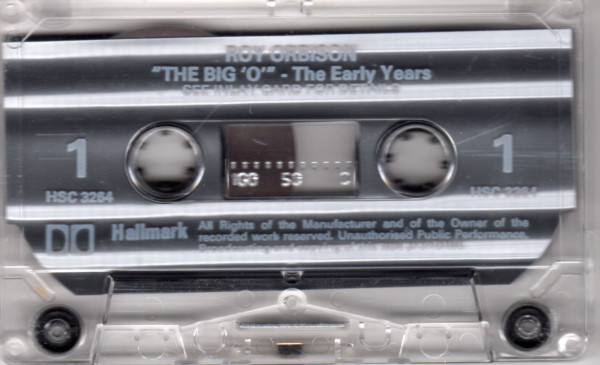 ROY ORBISON
"THE BIG 'O'" - The Early Years
SEE INLAY CARD FOR DETAILS
1
1
HSC 3284
HSC 3284
100 50 0
Hallmark
All Rights of the Manufacturer and of the Owner of the
recorded work reserved. Unauthorised Public Performance,
Broadcasting and